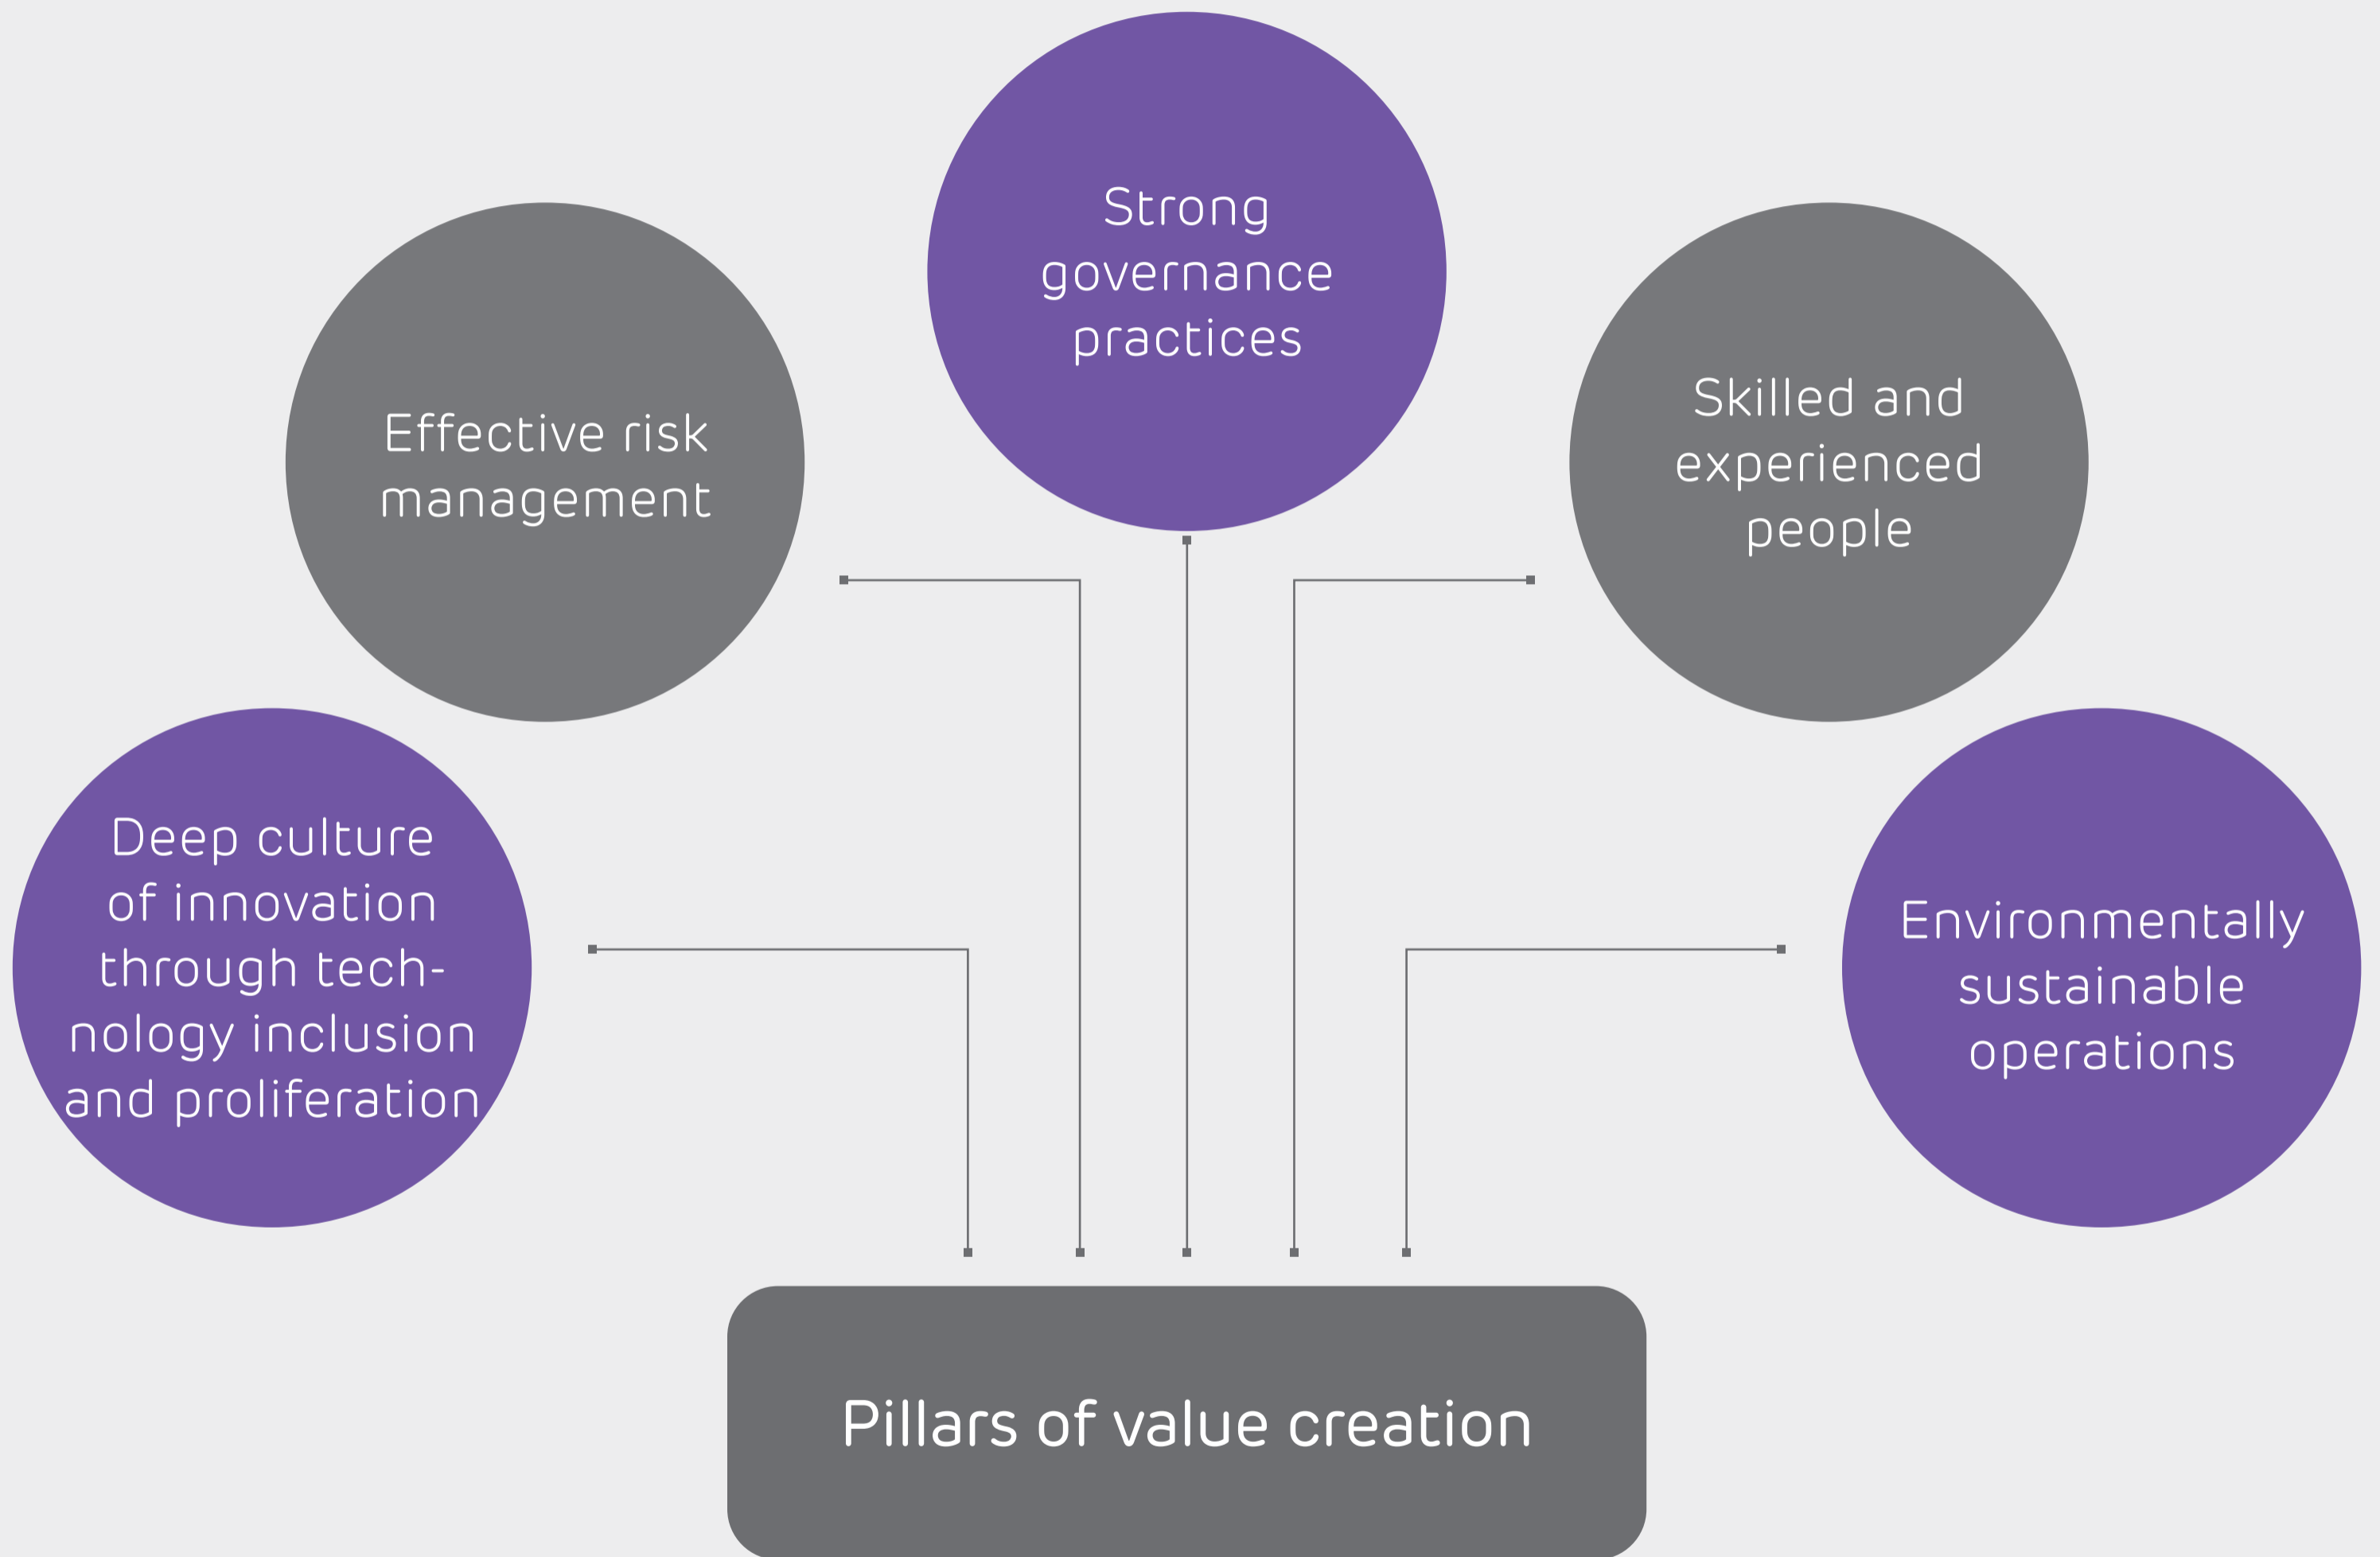 Strong
governance
practices
Effective risk
management
Skilled and
experienced
people
Deep culture
of innovation
through tech-
nology inclusion
and proliferation
Environmentally
sustainable
operations
Pillars of value creation